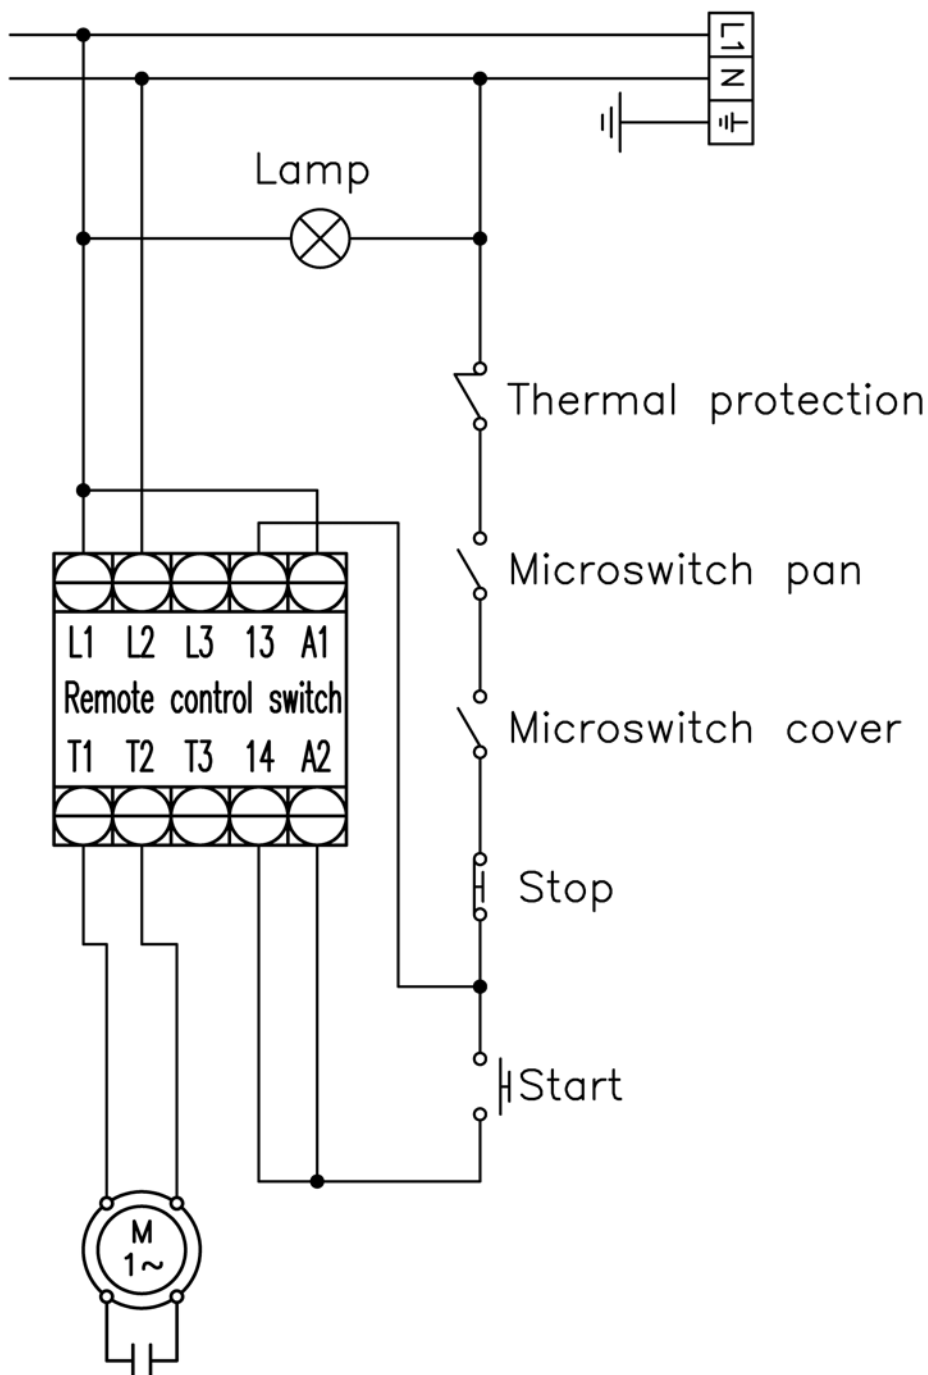 L1
N
Lamp
Thermal protection
Microswitch pan
L1 L2 L3 13 A1
Remote control switch
T1 T2 T3 14 A2
Microswitch cover
Stop
Start
M
1~